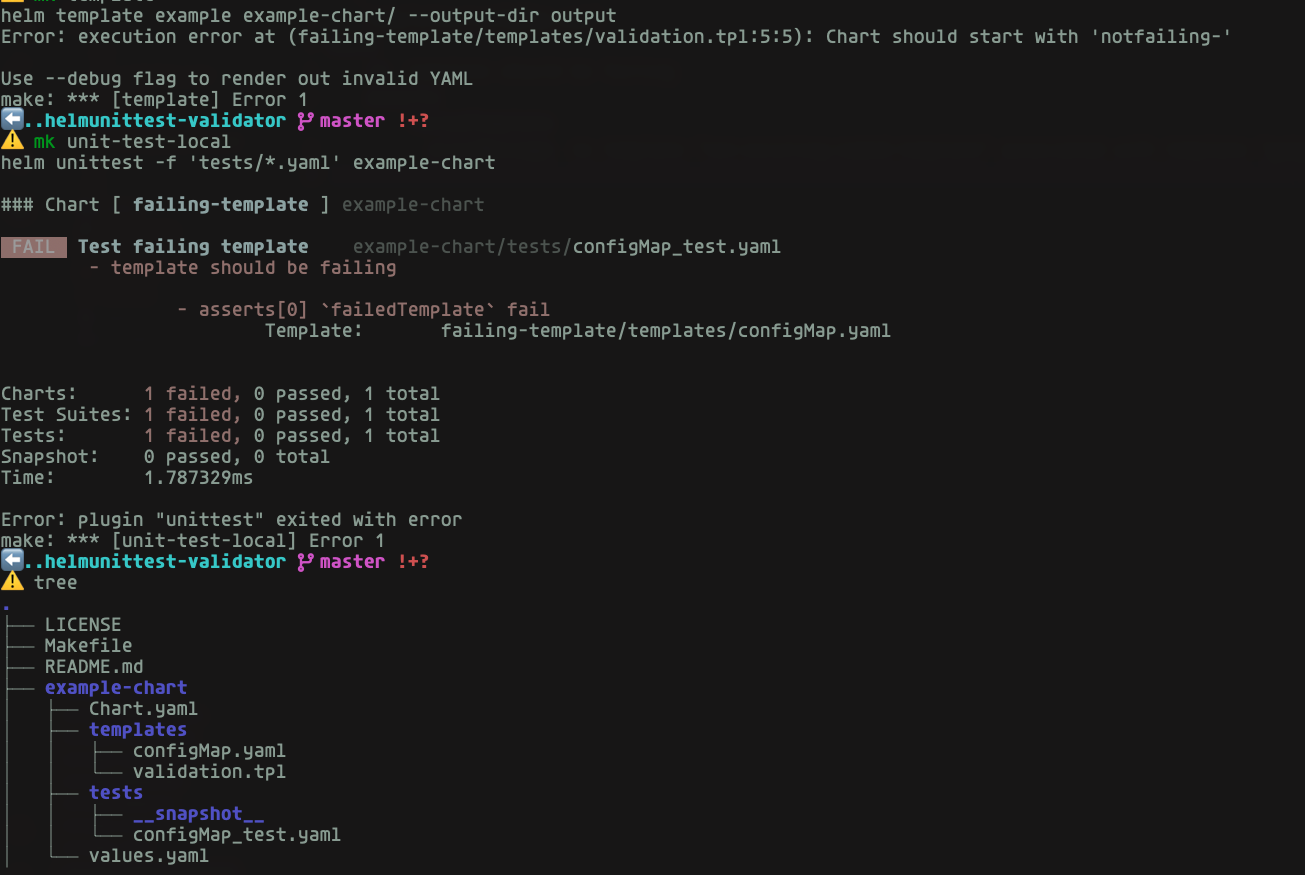 helm template example example-chart/ --output-dir output
Error: execution error at (failing-template/templates/validation.tpl:5:5): Chart should start with 'notfailing-'
Use --debug flag to render out invalid YAML
make: *** [template] Error 1
..helmunittest-validator master !+?
mk unit-test-local
helm unittest -f 'tests/*.yaml' example-chart
### Chart [ failing-template ] example-chart
FAIL Test failing template example-chart/tests/configMap_test.yaml
- template should be failing
- asserts[0] `failedTemplate` fail
Template: failing-template/templates/configMap.yaml
Charts: 1 failed, 0 passed, 1 total
Test Suites: 1 failed, 0 passed, 1 total
Tests: 1 failed, 0 passed, 1 total
Snapshot: 0 passed, 0 total
Time: 1.787329ms
Error: plugin "unittest" exited with error
make: *** [unit-test-local] Error 1
..helmunittest-validator master !+?
tree
.
├── LICENSE
├── Makefile
├── README.md
├── example-chart
│   ├── Chart.yaml
│   ├── templates
│   │   ├── configMap.yaml
│   │   └── validation.tpl
│   ├── tests
│   │   ├── __snapshot__
│   │   └── configMap_test.yaml
│   └── values.yaml